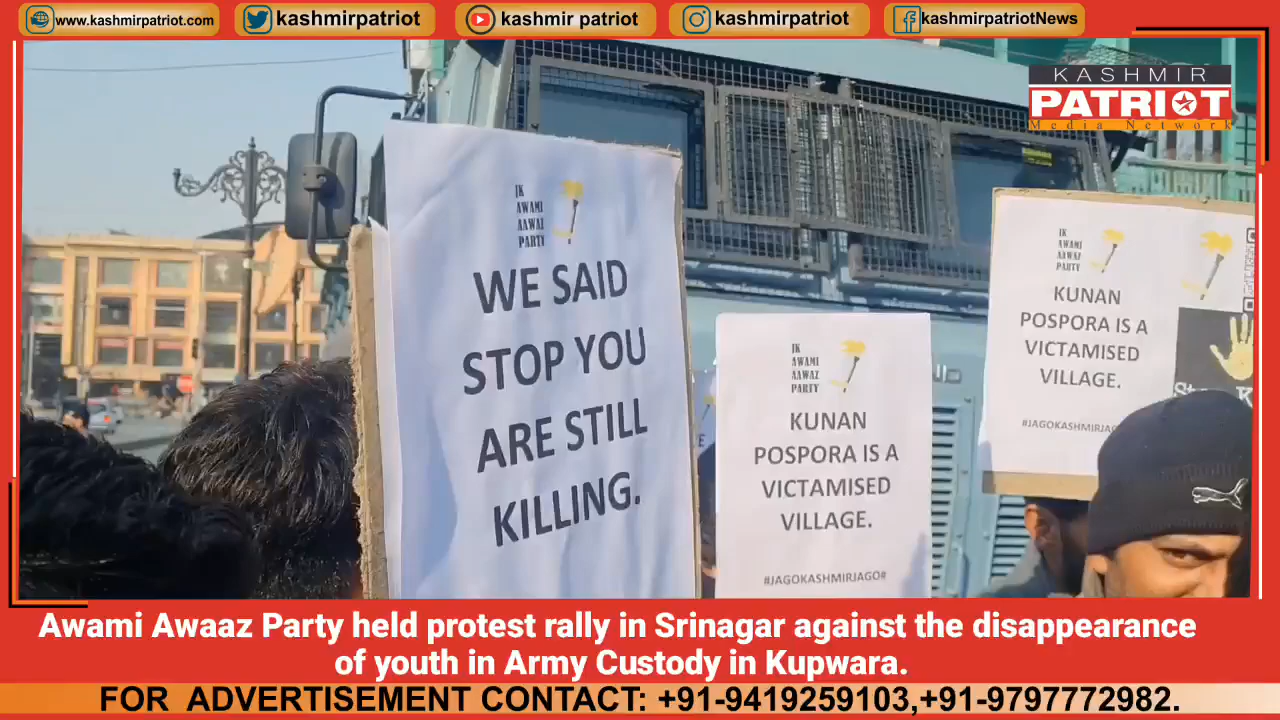 www.kashmirpatriot.com
kashmirpatriot
kashmir patriot
kashmirpatriot
kashmirpatriotNews
KASHMIR
PATRIOT
Media Network
JK
AWAMI
AAWAZ
PARTY
WE SAID
STOP YOU
ARE STILL
KILLING.
JK
AWAMI
AAWAZ
PARTY
KUNAN
POSPORA IS A
VICTAMISED
VILLAGE.
#JAGOKASHMIRJAGO#
JK
AWAMI
AAWAZ
PARTY
KUNAN
POSPORA IS A
VICTAMISED
VILLAGE.
Awami Awaaz Party held protest rally in Srinagar against the disappearance
of youth in Army Custody in Kupwara.
FOR ADVERTISEMENT CONTACT: +91-9419259103,+91-9797772982.